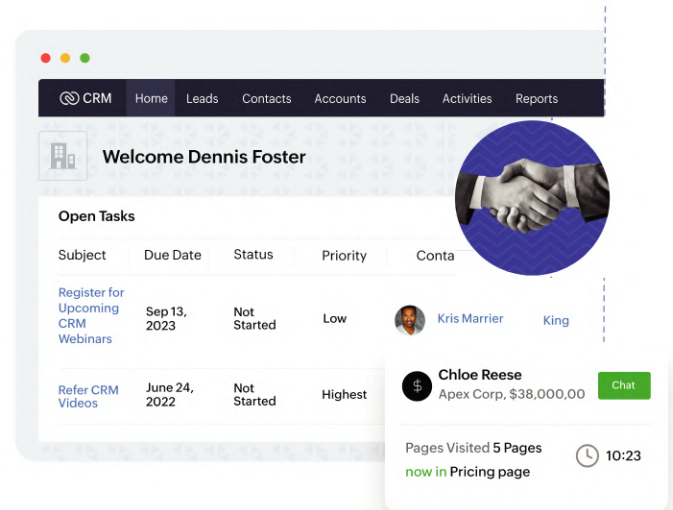 CRM Home Leads Contacts Accounts Deals Activities Reports
Welcome Dennis Foster
Open Tasks
Subject Due Date Status Priority Conta
Register for
Upcoming
CRM
Webinars
Sep 13,
2023
Not
Started
Low
Kris Marrier
King
Refer CRM
Videos
June 24,
2022
Not
Started
Highest
$
Chloe Reese
Apex Corp, $38,000,00
Chat
Pages Visited 5 Pages
now in Pricing page
10:23